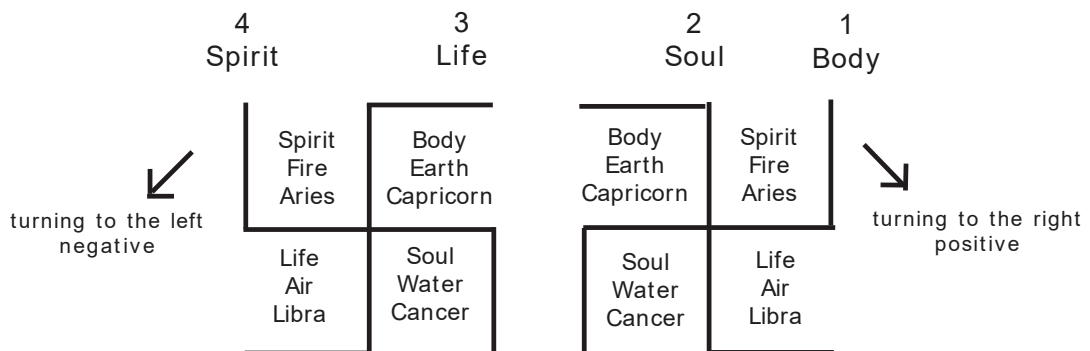 4
Spirit
3
Life
2
Soul
1
Body
Spirit
Fire
Aries
Body
Earth
Capricorn
Body
Earth
Capricorn
Spirit
Fire
Aries
turning to the left
negative
turning to the right
positive
Life
Air
Libra
Soul
Water
Cancer
Soul
Water
Cancer
Life
Air
Libra